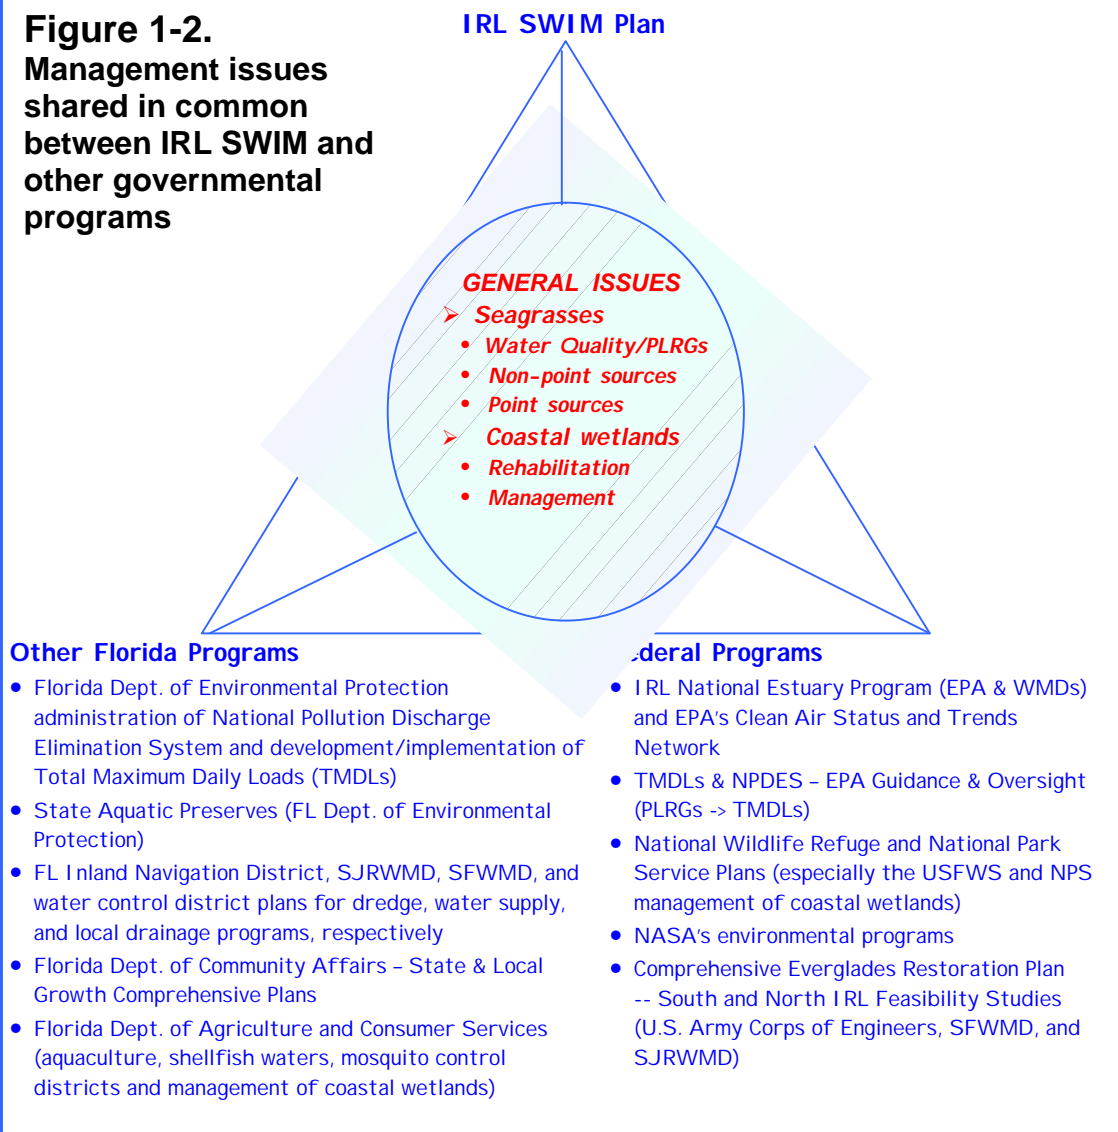 Figure 1-2.
Management issues
shared in common
between IRL SWIM and
other governmental
programs
IRL SWIM Plan
GENERAL ISSUES
➢ Seagrasses
• Water Quality/PLRGs
• Non-point sources
• Point sources
➢ Coastal wetlands
• Rehabilitation
• Management
Other Florida Programs
• Florida Dept. of Environmental Protection
administration of National Pollution Discharge
Elimination System and development/implementation of
Total Maximum Daily Loads (TMDLs)
• State Aquatic Preserves (FL Dept. of Environmental
Protection)
• FL Inland Navigation District, SJRWMD, SFWMD, and
water control district plans for dredge, water supply,
and local drainage programs, respectively
• Florida Dept. of Community Affairs – State & Local
Growth Comprehensive Plans
• Florida Dept. of Agriculture and Consumer Services
(aquaculture, shellfish waters, mosquito control
districts and management of coastal wetlands)
ederal Programs
• IRL National Estuary Program (EPA & WMDs)
and EPA's Clean Air Status and Trends
Network
• TMDLs & NPDES – EPA Guidance & Oversight
(PLRGs -> TMDLs)
• National Wildlife Refuge and National Park
Service Plans (especially the USFWS and NPS
management of coastal wetlands)
• NASA's environmental programs
• Comprehensive Everglades Restoration Plan
-- South and North IRL Feasibility Studies
(U.S. Army Corps of Engineers, SFWMD, and
SJRWMD)